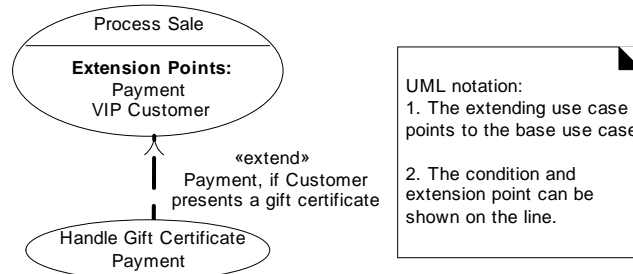 Process Sale
Extension Points:
Payment
VIP Customer
«extend»
Payment, if Customer
presents a gift certificate
Handle Gift Certificate
Payment
UML notation:
1. The extending use case
points to the base use case
2. The condition and
extension point can be
shown on the line.